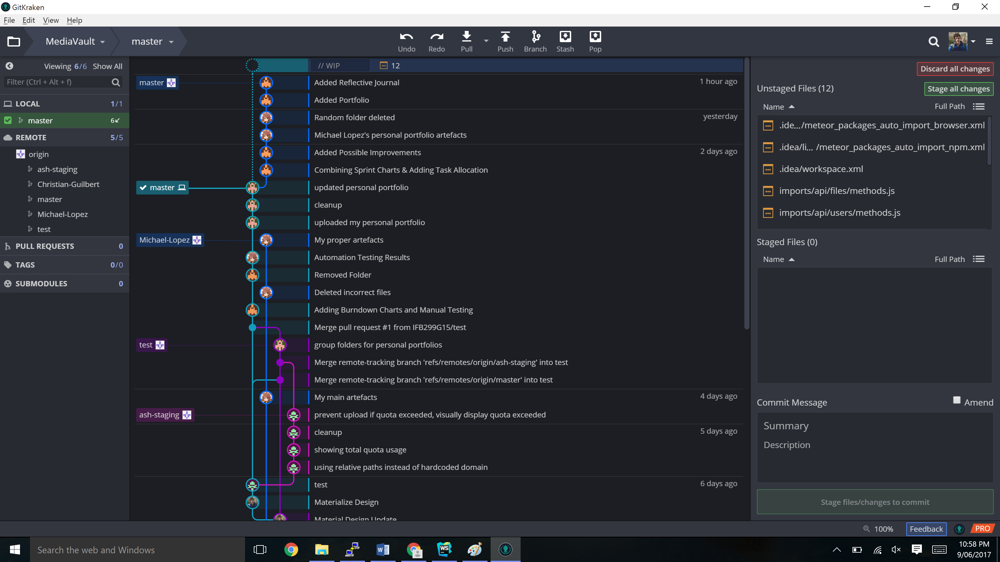 GitKraken
File Edit View Help
MediaVault master
Undo Redo Pull Push Branch Stash Pop
Viewing 6/6 Show All
Filter (Ctrl + Alt + f)
LOCAL 1/1
master 6
REMOTE 5/5
origin
ash-staging
Christian-Guilbert
master
Michael-Lopez
test
PULL REQUESTS 0
TAGS 0/0
SUBMODULES 0
// WIP 12
master Added Reflective Journal 1 hour ago
Added Portfolio
Random folder deleted yesterday
Michael Lopez's personal portfolio artefacts
Added Possible Improvements 2 days ago
Combining Sprint Charts & Adding Task Allocation
master updated personal portfolio
cleanup
uploaded my personal portfolio
Michael-Lopez My proper artefacts
Automation Testing Results
Removed Folder
Deleted incorrect files
Adding Burndown Charts and Manual Testing
Merge pull request #1 from IFB299G15/test
test group folders for personal portfolios
Merge remote-tracking branch 'refs/remotes/origin/ash-staging' into test
Merge remote-tracking branch 'refs/remotes/origin/master' into test
My main artefacts 4 days ago
ash-staging prevent upload if quota exceeded, visually display quota exceeded
cleanup 5 days ago
showing total quota usage
using relative paths instead of hardcoded domain
test 6 days ago
Materialize Design
Material Design Update
Discard all changes
Unstaged Files (12) Stage all changes
Name Full Path
.ide.../meteor_packages_auto_import_browser.xml
.idea/li... /meteor_packages_auto_import_npm.xml
.idea/workspace.xml
imports/api/files/methods.js
imports/api/users/methods.js
Staged Files (0)
Name Full Path
Commit Message Amend
Summary
Description
Stage files/changes to commit
100% Feedback PRO
Search the web and Windows
W
WS
10:58 PM
9/06/2017